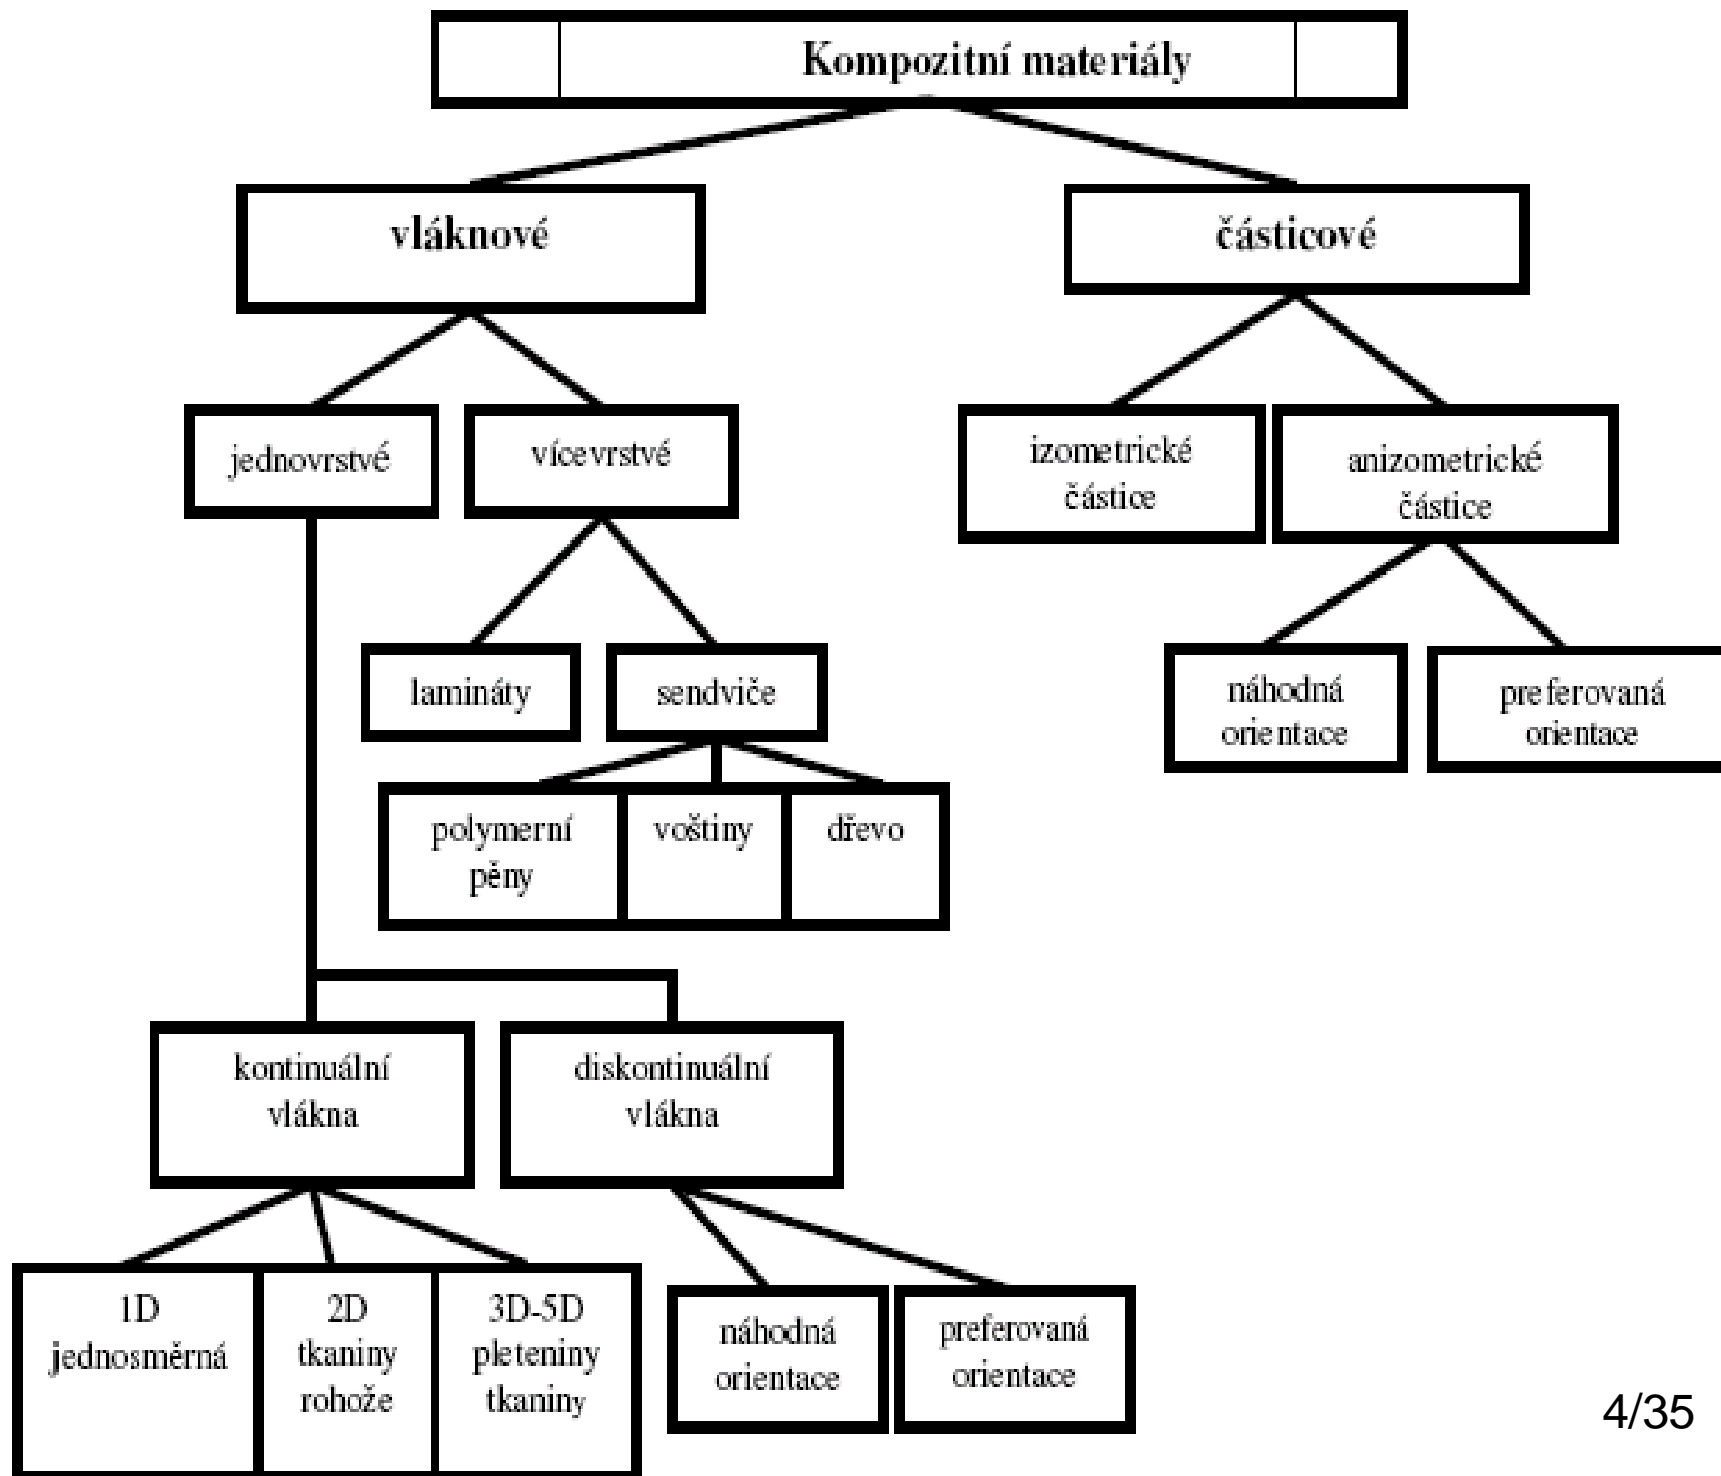 Kompozitní materiály
vláknové
částicové
jednovrstvé
vícevrstvé
izometrické
částice
anizometrické
částice
lamináty
sendviče
náhodná
orientace
preferovaná
orientace
polymerní
pěny
voštiny
dřevo
kontinuální
vlákna
diskontinuální
vlákna
1D
jednosměrná
2D
tkaniny
rohože
3D-5D
pleteniny
tkaniny
náhodná
orientace
preferovaná
orientace
4/35